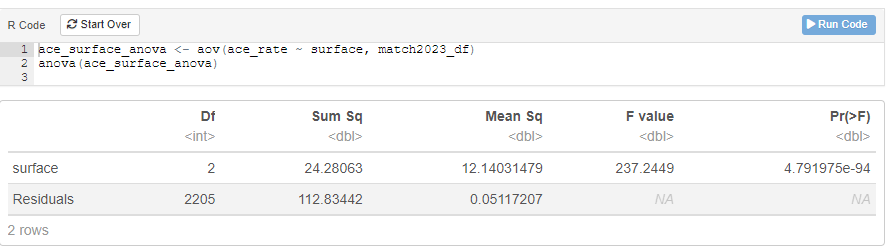 R Code Start Over Run Code
1 ace_surface_anova <- aov(ace_rate ~ surface, match2023_df)
2 anova(ace_surface_anova)
3
Df Sum Sq Mean Sq F value Pr(>F)
<int> <dbl> <dbl> <dbl> <dbl>
surface 2 24.28063 12.14031479 237.2449 4.791975e-94
Residuals 2205 112.83442 0.05117207 NA NA
2 rows